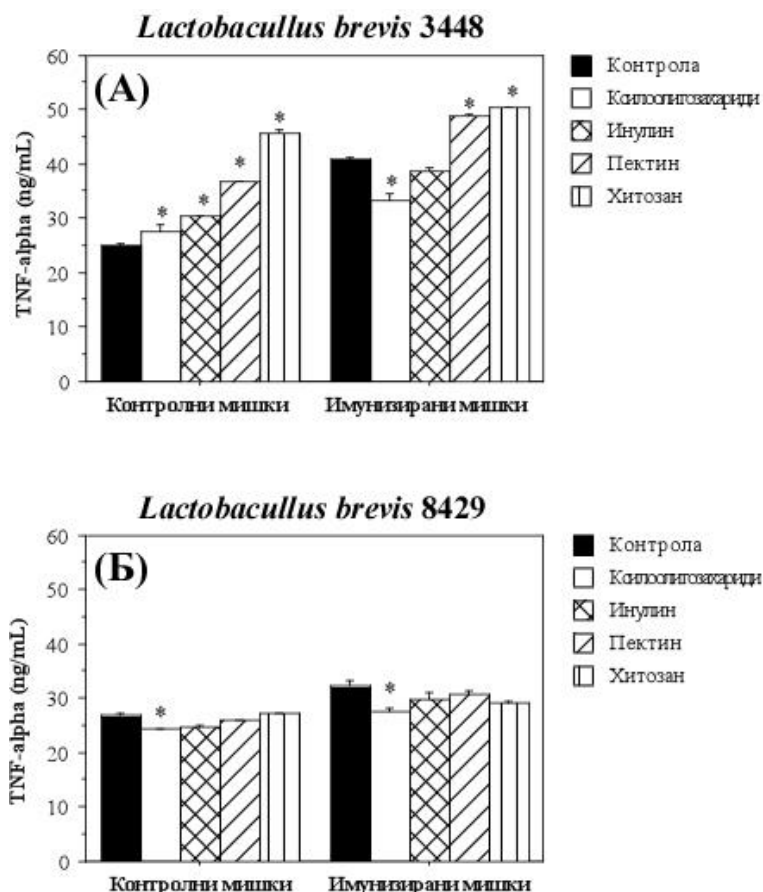 Lactobacullus brevis 3448
(А)
TNF-alpha (ng/mL)
60
50
40
30
20
10
0
* * * * * * *
Контролни мишки
Имунизирани мишки
Контрола
Ксилоолигозахариди
Инулин
Пектин
Хитозан
Lactobacullus brevis 8429
(Б)
TNF-alpha (ng/mL)
60
50
40
30
20
10
0
* *
Контролни мишки
Имунизирани мишки
Контрола
Ксилоолигозахариди
Инулин
Пектин
Хитозан